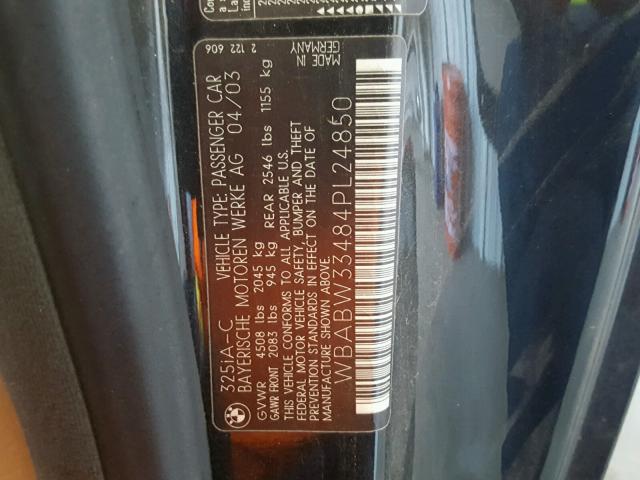 325iA-C VEHICLE TYPE: PASSENGER CAR
BAYERISCHE MOTOREN WERKE AG 04/03
GVWR 4508 lbs 2045 kg
GAWR FRONT 2083 lbs 945 kg REAR 2546 lbs 1155 kg
THIS VEHICLE CONFORMS TO ALL APPLICABLE U.S.
FEDERAL MOTOR VEHICLE SAFETY, BUMPER AND THEFT
PREVENTION STANDARDS IN EFFECT ON THE DATE OF
MANUFACTURE SHOWN ABOVE.
WBABW33484PL24850
2 122 606
MADE IN
GERMANY